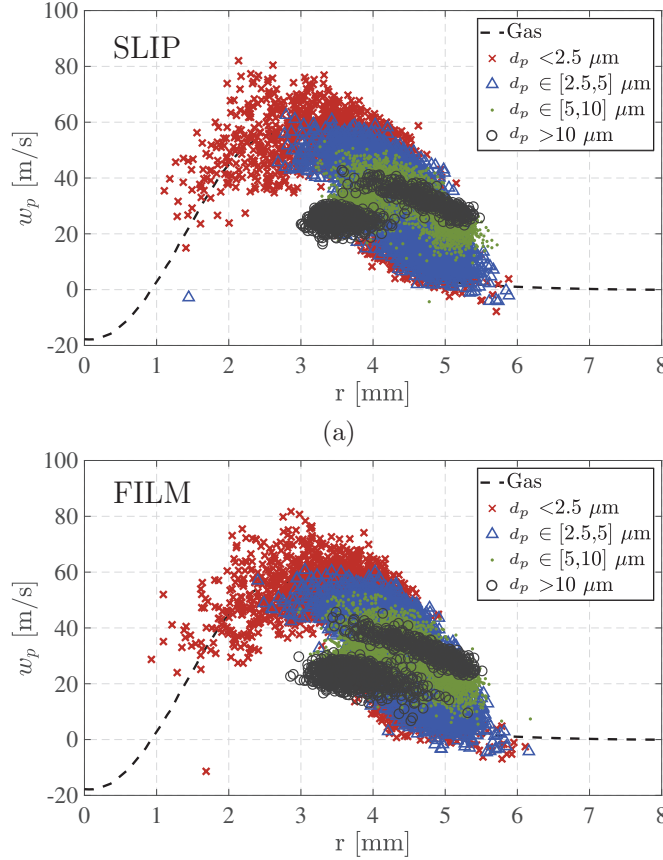 SLIP
Gas
d_p <2.5 μm
d_p ∈ [2.5,5] μm
d_p ∈ [5,10] μm
d_p >10 μm
100
80
60
40
20
0
-20
w_p [m/s]
0 1 2 3 4 5 6 7 8
r [mm]
(a)
FILM
Gas
d_p <2.5 μm
d_p ∈ [2.5,5] μm
d_p ∈ [5,10] μm
d_p >10 μm
100
80
60
40
20
0
-20
w_p [m/s]
0 1 2 3 4 5 6 7 8
r [mm]